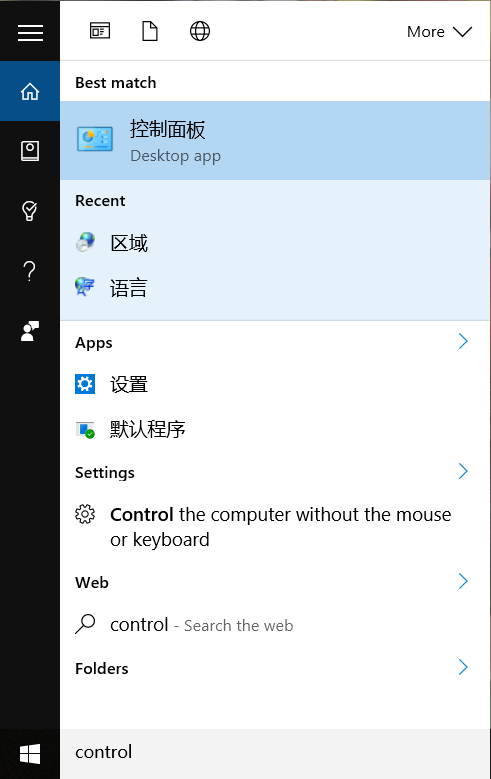 More
Best match
控制面板
Desktop app
Recent
区域
语言
Apps
设置
默认程序
Settings
Control the computer without the mouse
or keyboard
Web
control - Search the web
Folders
control